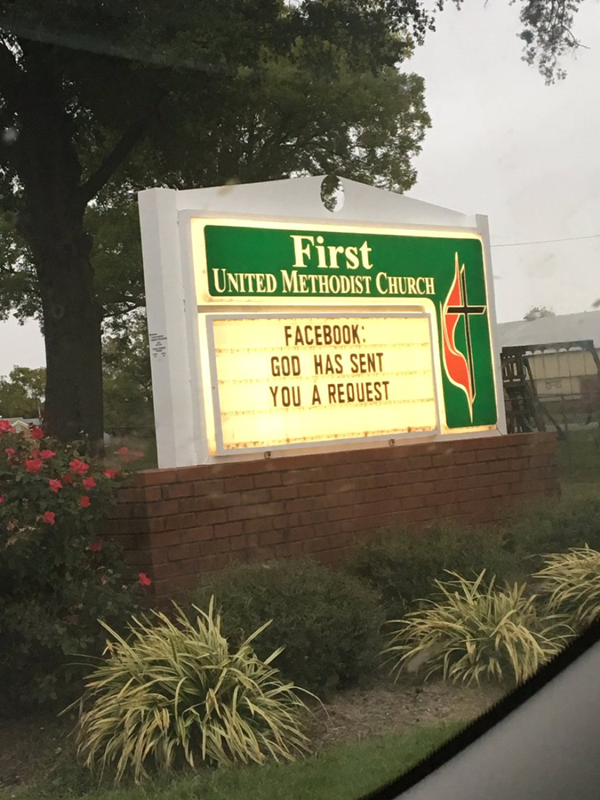 First
UNITED METHODIST CHURCH
FACEBOOK:
GOD HAS SENT
YOU A REQUEST